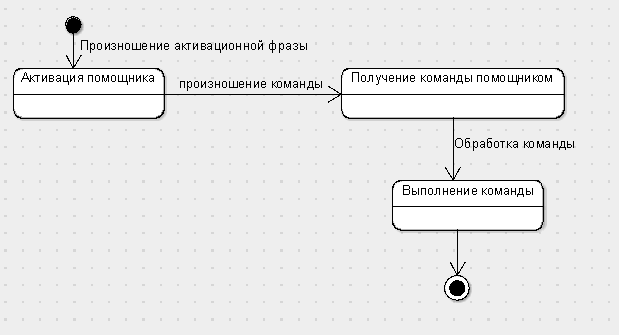 Произношение активационной фразы
Активация помощника
произношение команды
Получение команды помощником
Обработка команды
Выполнение команды